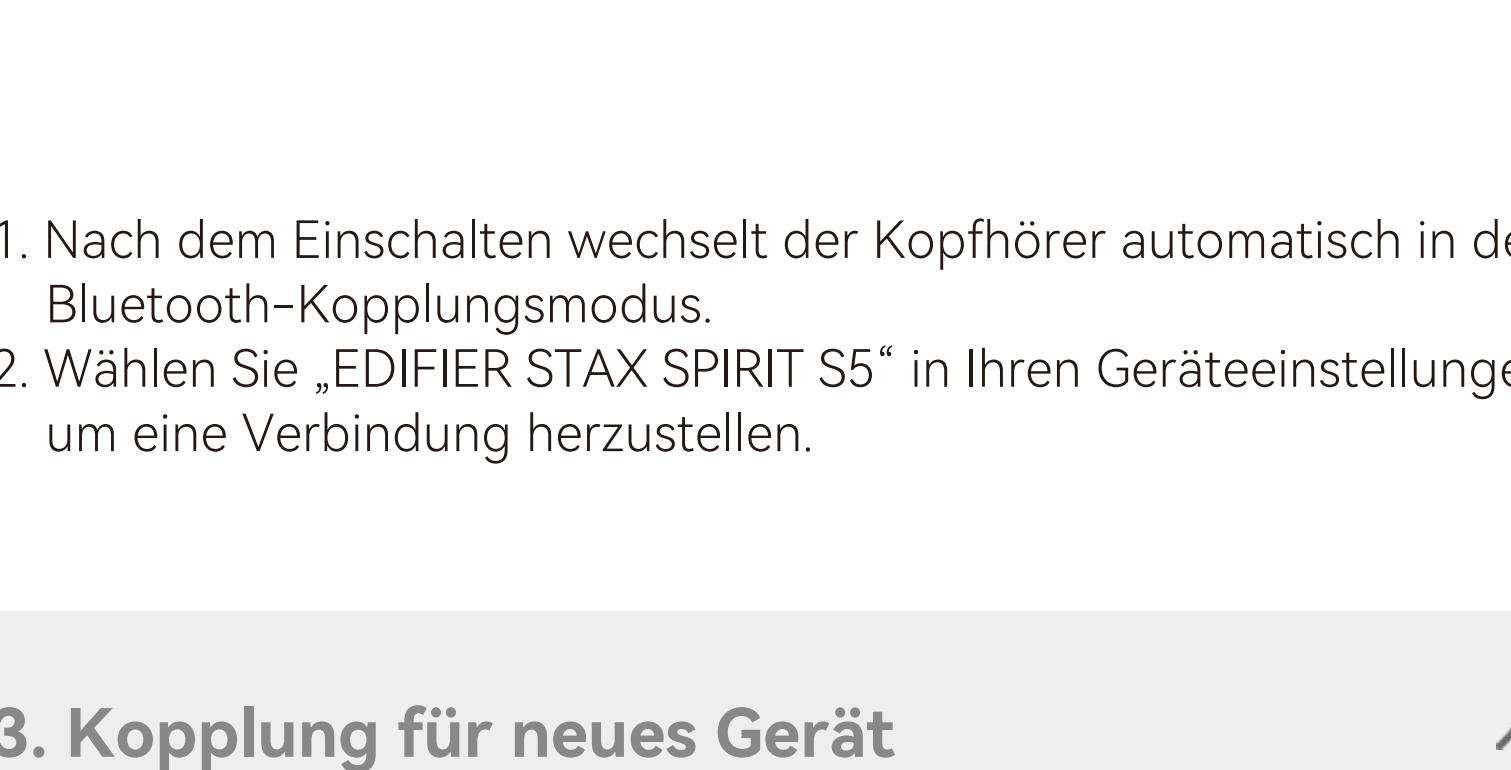 1. Nach dem Einschalten wechselt der Kopfhörer automatisch in de
Bluetooth-Kopplungsmodus.
2. Wählen Sie „EDIFIER STAX SPIRIT S5“ in Ihren Geräteeinstellunge
um eine Verbindung herzustellen.
3. Kopplung für neues Gerät